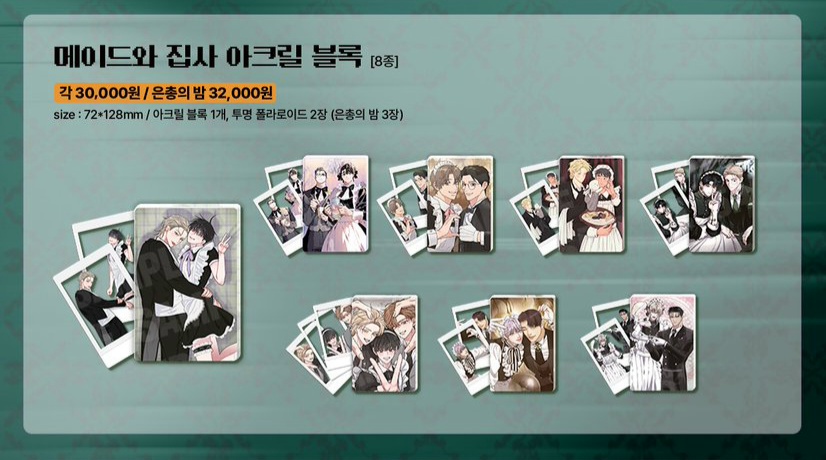 메이드와 집사 아크릴 블록 [8종]
각 30,000원 / 은총의 밤 32,000원
size : 72*128mm / 아크릴 블록 1개, 투명 폴라로이드 2장 (은총의 밤 3장)